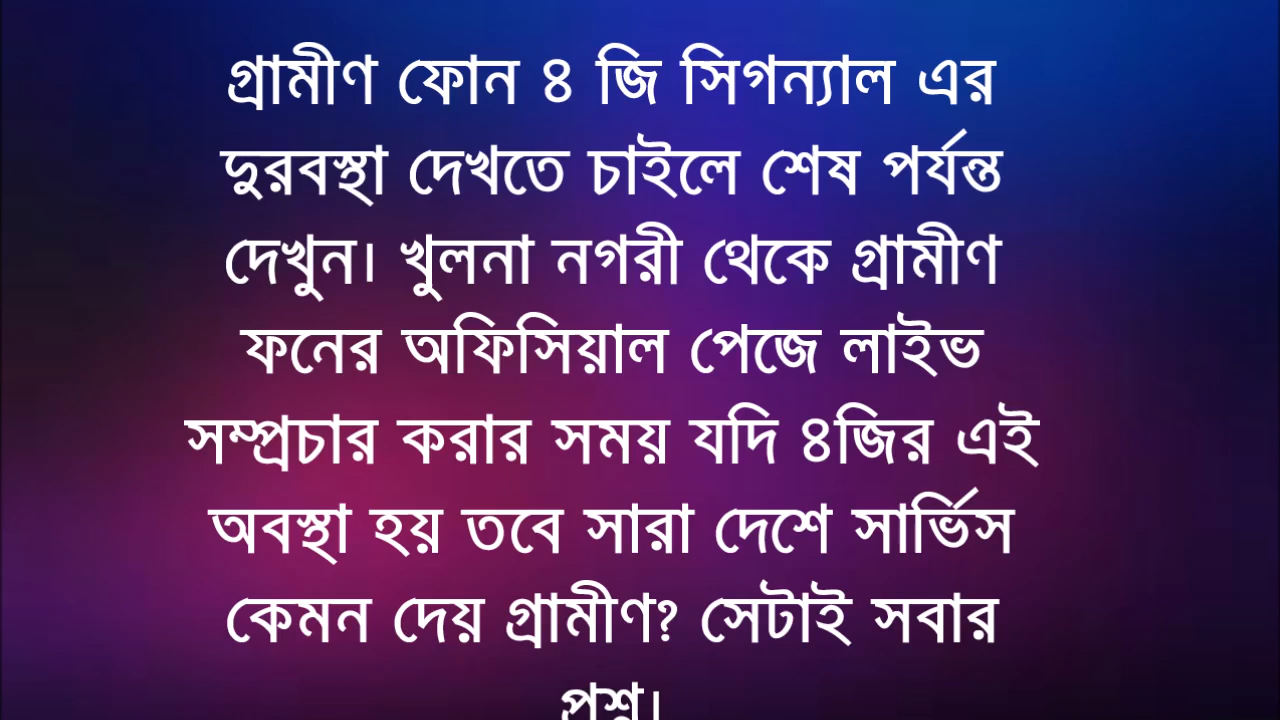 গ্রামীণ ফোন ৪ জি সিগন্যাল এর
দুরবস্থা দেখতে চাইলে শেষ পর্যন্ত
দেখুন। খুলনা নগরী থেকে গ্রামীণ
ফনের অফিসিয়াল পেজে লাইভ
সম্প্রচার করার সময় যদি ৪জির এই
অবস্থা হয় তবে সারা দেশে সার্ভিস
কেমন দেয় গ্রামীণ? সেটাই সবার
প্রশ্ন।